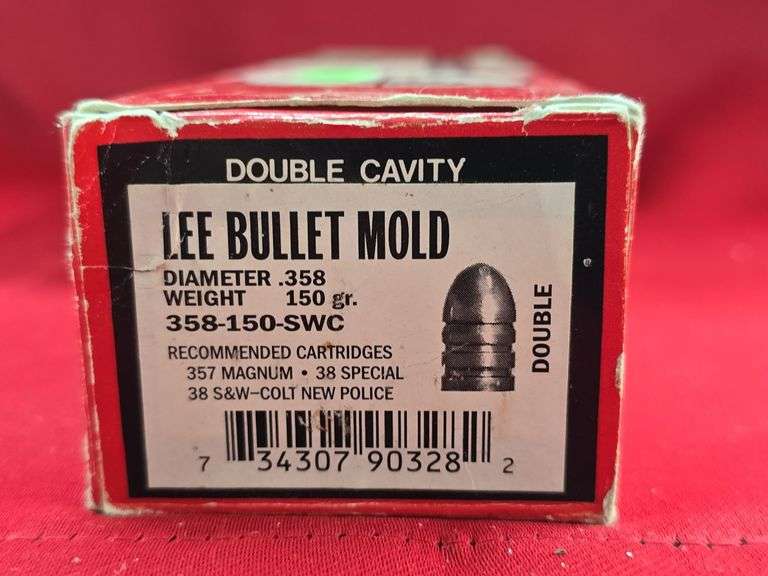 DOUBLE CAVITY
LEE BULLET MOLD
DIAMETER .358
WEIGHT 150 gr.
358-150-SWC
RECOMMENDED CARTRIDGES
357 MAGNUM • 38 SPECIAL
38 S&W-COLT NEW POLICE
DOUBLE
7 34307 90328 2